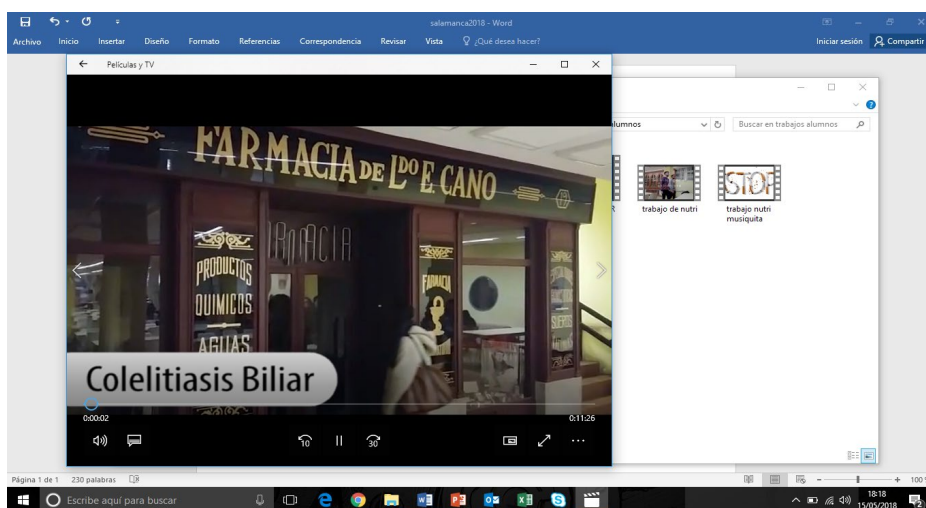 salamanca2018 - Word
Archivo Inicio Insertar Diseño Formato Referencias Correspondencia Revisar Vista ¿Qué desea hacer? Iniciar sesión Compartir
Películas y TV
Buscar en trabajos alumnos
trabajo de nutri
trabajo nutri musiquita
STOP
FARMACIA DE LDO E. CANO
FARMACIA
PRODUCTOS
QUIMICOS
AGUAS
FARMACIA
Colelitiasis Biliar
0:00:02 0:11:26
10 30
Página 1 de 1 230 palabras
Escribe aquí para buscar
18:18
15/05/2018